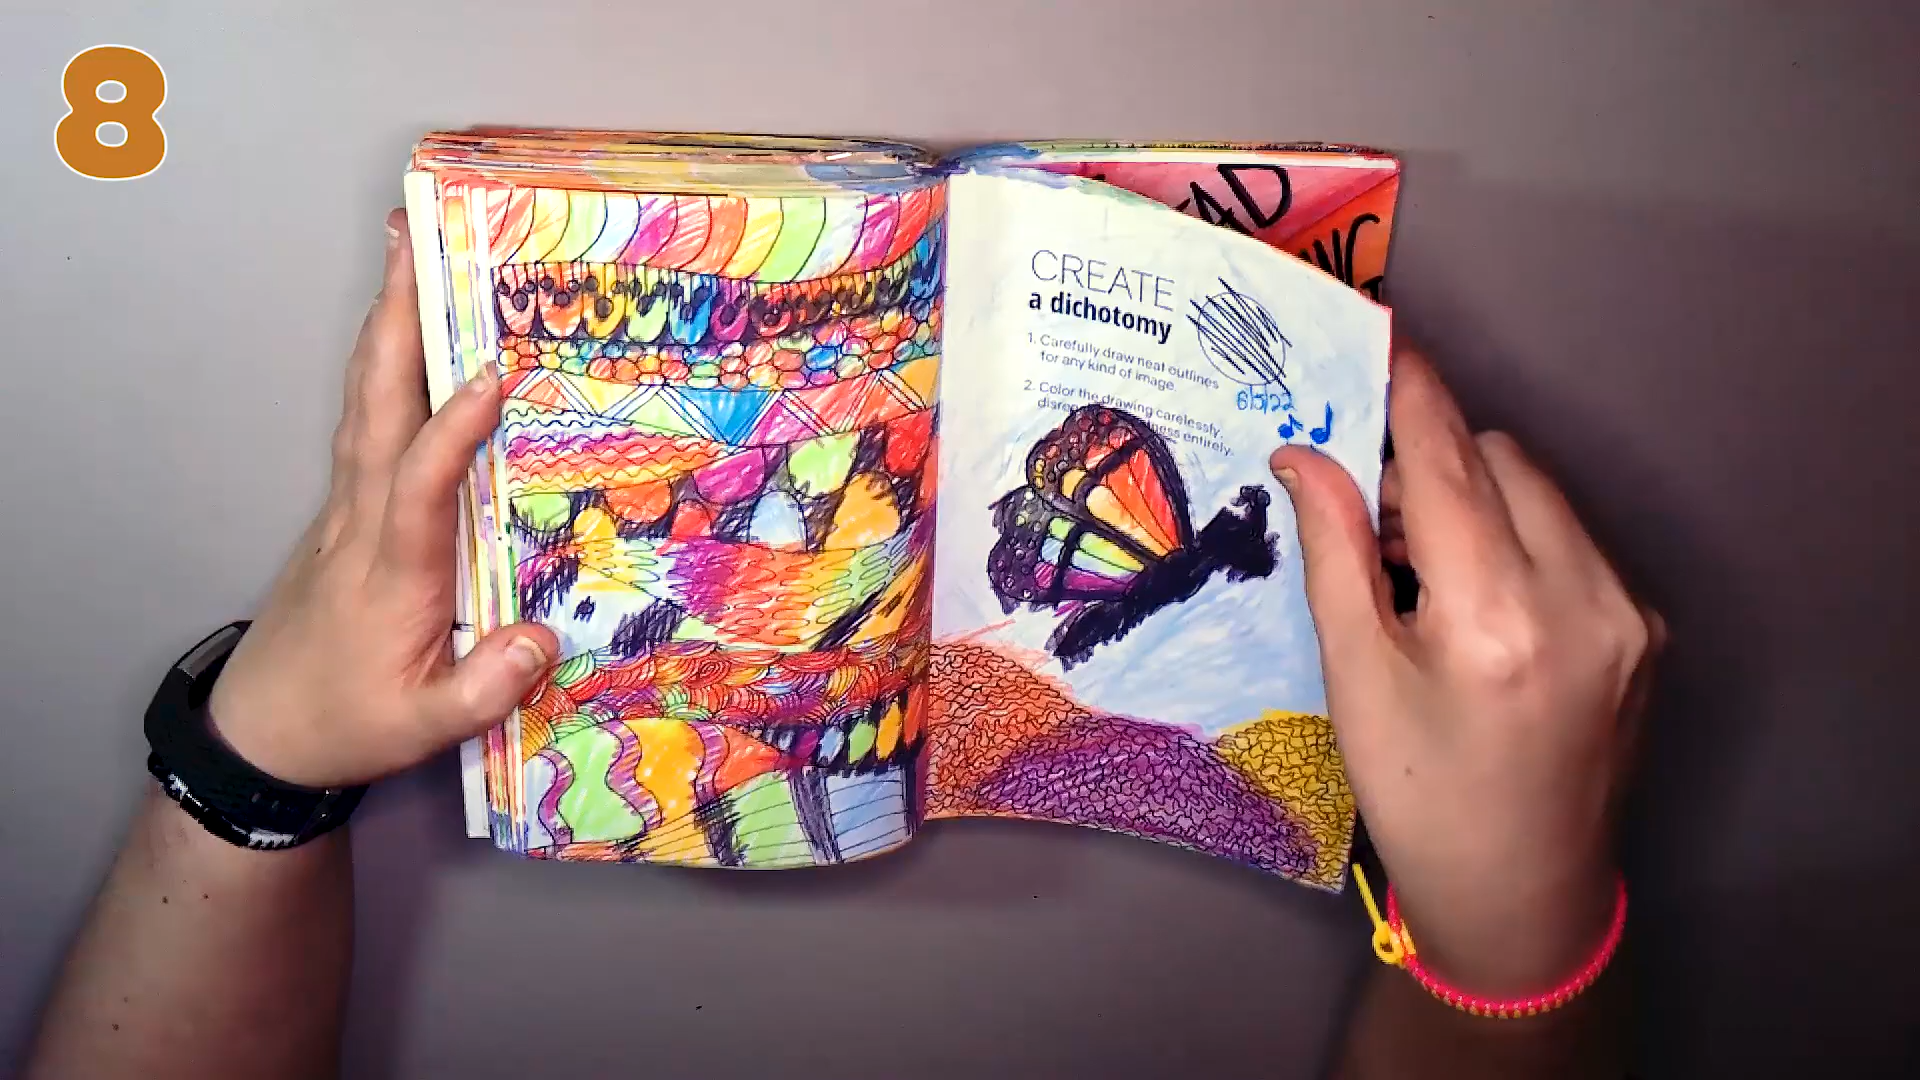 8
CREATE
a dichotomy
1. Carefully draw neat outlines
for any kind of image.
2. Color the drawing carelessly,
entirely.
6/5/22